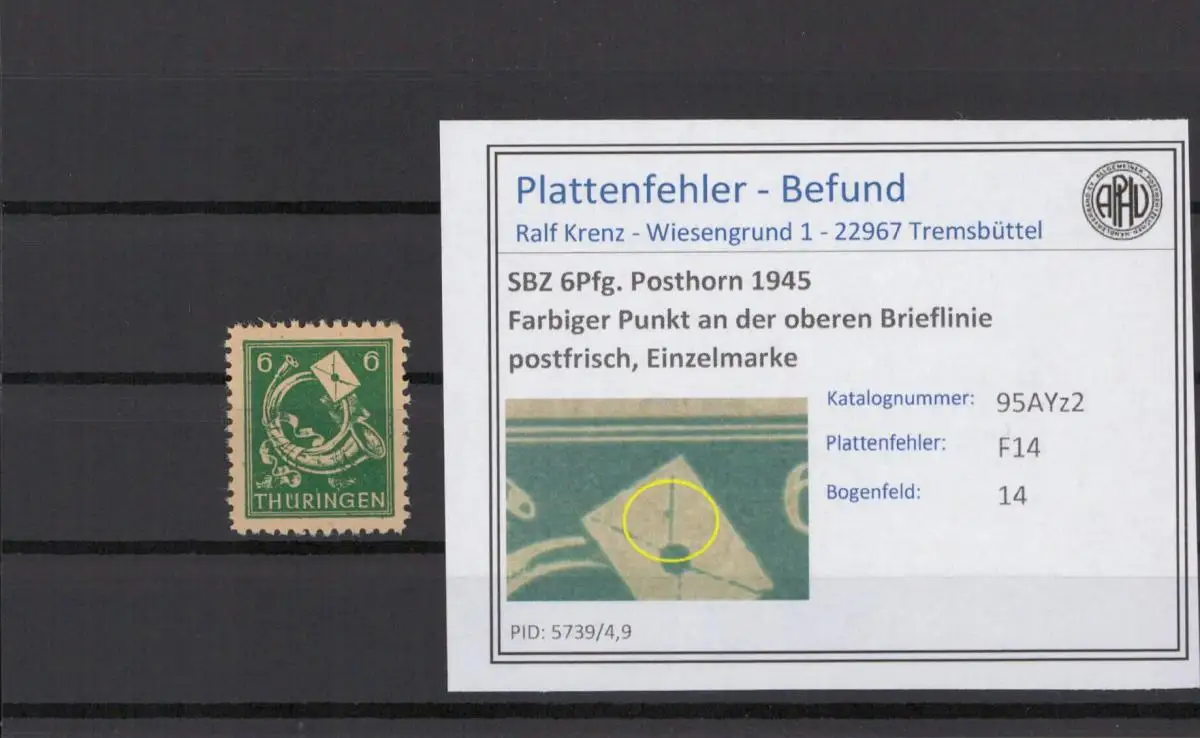 6 6
THÜRINGEN
Plattenfehler - Befund
Ralf Krenz - Wiesengrund 1 - 22967 Tremsbüttel
APHV
SBZ 6Pfg. Posthorn 1945
Farbiger Punkt an der oberen Brieflinie
postfrisch, Einzelmarke
Katalognummer: 95AYz2
Plattenfehler: F14
Bogenfeld: 14
PID: 5739/4,9